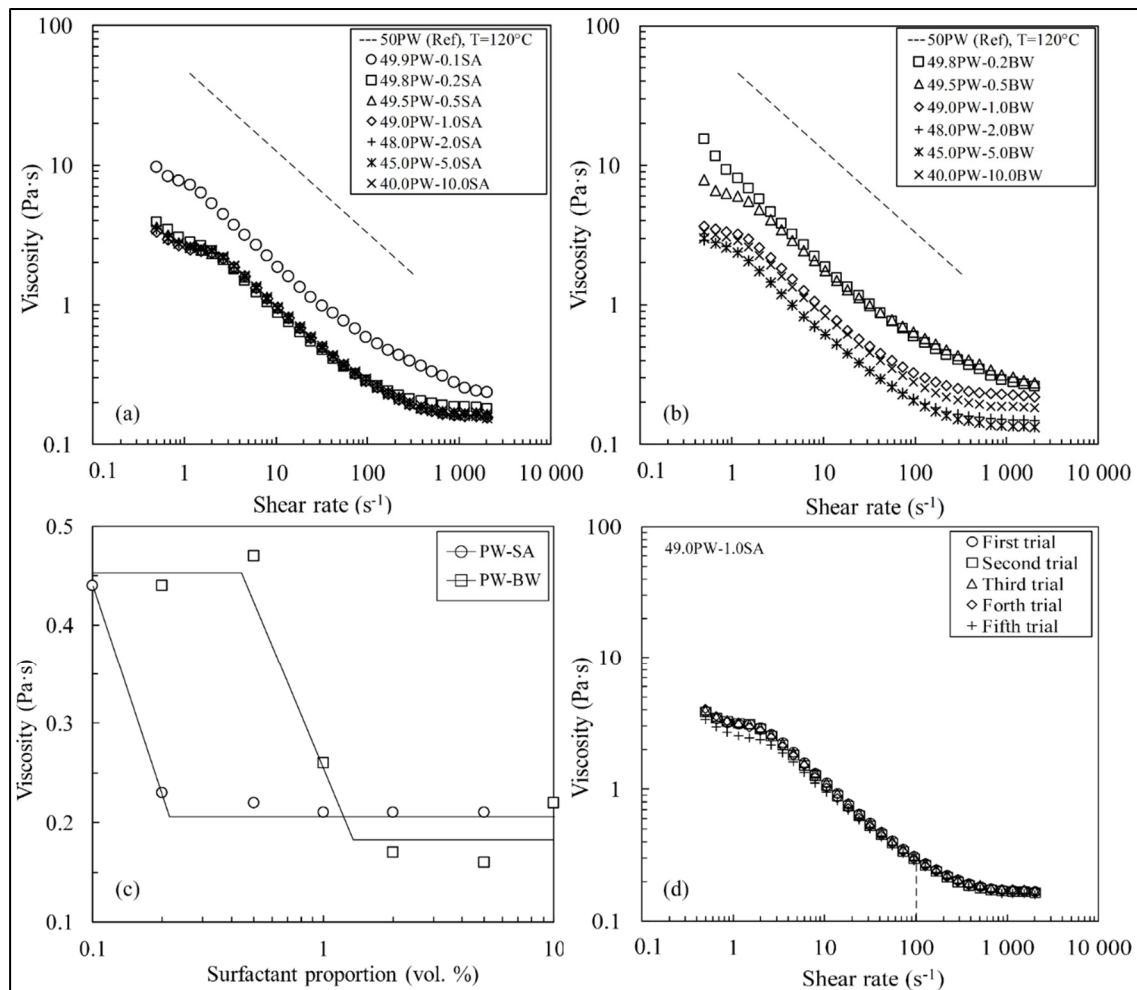 100
10
1
0.1
Viscosity (Pa·s)
50PW (Ref), T=120°C
49.9PW-0.1SA
49.8PW-0.2SA
49.5PW-0.5SA
49.0PW-1.0SA
48.0PW-2.0SA
45.0PW-5.0SA
40.0PW-10.0SA
(a)
0.1 1 10 100 1 000 10 000
Shear rate (s-1)
100
10
1
0.1
Viscosity (Pa·s)
50PW (Ref), T=120°C
49.8PW-0.2BW
49.5PW-0.5BW
49.0PW-1.0BW
48.0PW-2.0BW
45.0PW-5.0BW
40.0PW-10.0BW
(b)
0.1 1 10 100 1 000 10 000
Shear rate (s-1)
0.5
0.4
0.3
0.2
0.1
Viscosity (Pa·s)
PW-SA
PW-BW
(c)
0.1 1 10
Surfactant proportion (vol. %)
100
10
1
0.1
Viscosity (Pa·s)
49.0PW-1.0SA
First trial
Second trial
Third trial
Forth trial
Fifth trial
(d)
0.1 1 10 100 1 000 10 000
Shear rate (s-1)